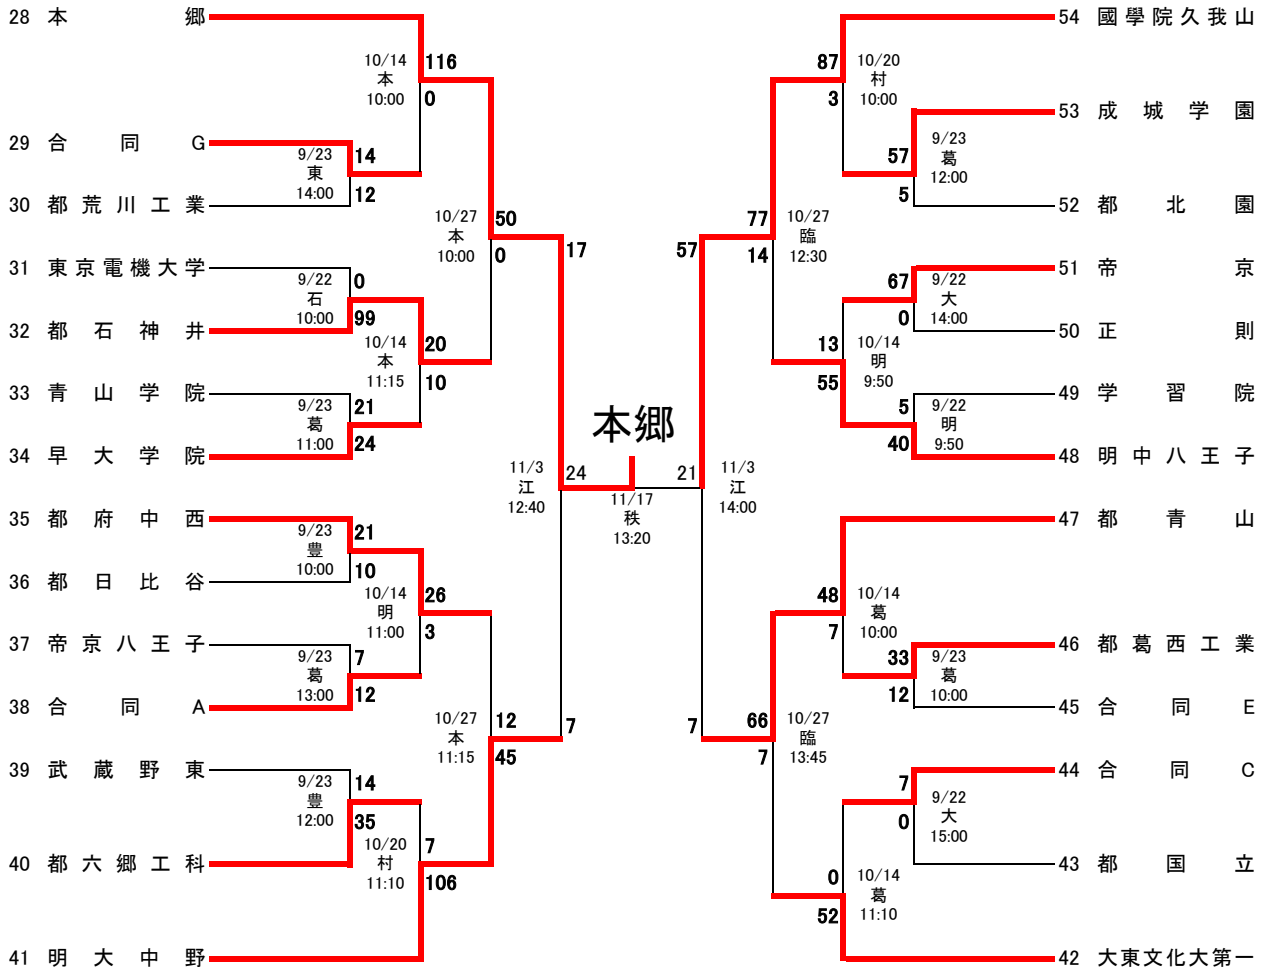 28 本郷
29 合同G
30 都荒川工業
31 東京電機大学
32 都石神井
33 青山学院
34 早大学院
35 都府中西
36 都日比谷
37 帝京八王子
38 合同A
39 武蔵野東
40 都六郷工科
41 明大中野
9/23
東
14:00
14
12
9/22
石
10:00
0
99
9/23
葛
11:00
21
24
9/23
豊
10:00
21
10
9/23
葛
13:00
7
12
9/23
豊
12:00
14
35
10/14
本
10:00
116
0
10/14
本
11:15
20
10
10/14
明
11:00
26
3
10/20
村
11:10
7
106
10/27
本
10:00
50
0
10/27
本
11:15
12
45
11/3
江
12:40
17
7
本郷
24
21
11/17
秩
13:20
57
7
11/3
江
14:00
77
14
10/27
臨
12:30
66
7
10/27
臨
13:45
87
3
10/20
村
10:00
13
55
10/14
明
9:50
48
7
10/14
葛
10:00
0
52
10/14
葛
11:10
57
5
9/23
葛
12:00
67
0
9/22
大
14:00
5
40
9/22
明
9:50
33
12
9/23
葛
10:00
7
0
9/22
大
15:00
54 國學院久我山
53 成城学園
52 都北園
51 帝京
50 正則
49 学習院
48 明中八王子
47 都青山
46 都葛西工業
45 合同E
44 合同C
43 都国立
42 大東文化大第一